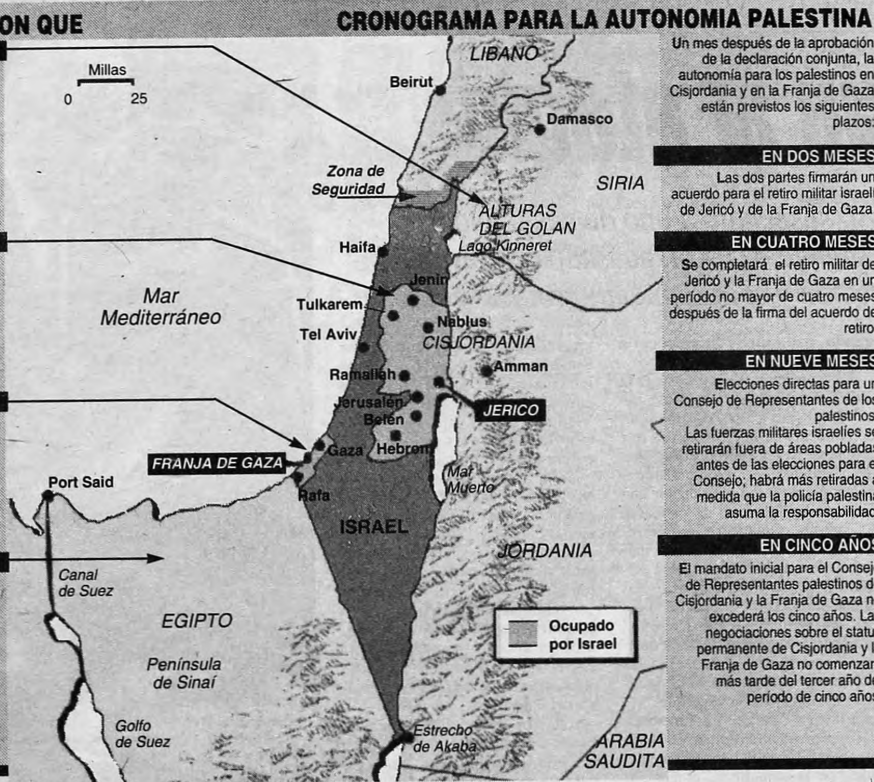 ON QUE
CRONOGRAMA PARA LA AUTONOMIA PALESTINA
Millas
0 25
LIBANO
Beirut
Damasco
Zona de
Seguridad
SIRIA
ALTURAS
DEL GOLAN
Lago Kinneret
Haifa
Mar
Mediterráneo
Jenin
Tulkarem
Nablus
Tel Aviv
CISJORDANIA
Ramallah
Amman
Jerusalén
JERICO
Belén
Hebron
Gaza
FRANJA DE GAZA
Mar
Muerto
Rafa
Port Said
ISRAEL
JORDANIA
Canal
de Suez
EGIPTO
Ocupado
por Israel
Península
de Sinaí
Golfo
de Suez
Estrecho
de Akaba
ARABIA
SAUDITA
Un mes después de la aprobación
de la declaración conjunta, la
autonomía para los palestinos en
Cisjordania y en la Franja de Gaza
están previstos los siguientes
plazos:
EN DOS MESES
Las dos partes firmarán un
acuerdo para el retiro militar israelí
de Jericó y de la Franja de Gaza
EN CUATRO MESES
Se completará el retiro militar de
Jericó y la Franja de Gaza en un
período no mayor de cuatro meses
después de la firma del acuerdo de
retiro
EN NUEVE MESES
Elecciones directas para un
Consejo de Representantes de los
palestinos
Las fuerzas militares israelíes se
retirarán fuera de áreas pobladas
antes de las elecciones para e
Consejo; habrá más retiradas a
medida que la policía palestina
asuma la responsabilidad
EN CINCO AÑOS
El mandato inicial para el Consej
de Representantes palestinos d
Cisjordania y la Franja de Gaza n
excederá los cinco años. La
negociaciones sobre el statu
permanente de Cisjordania y l
Franja de Gaza no comenzar
más tarde del tercer año de
período de cinco años